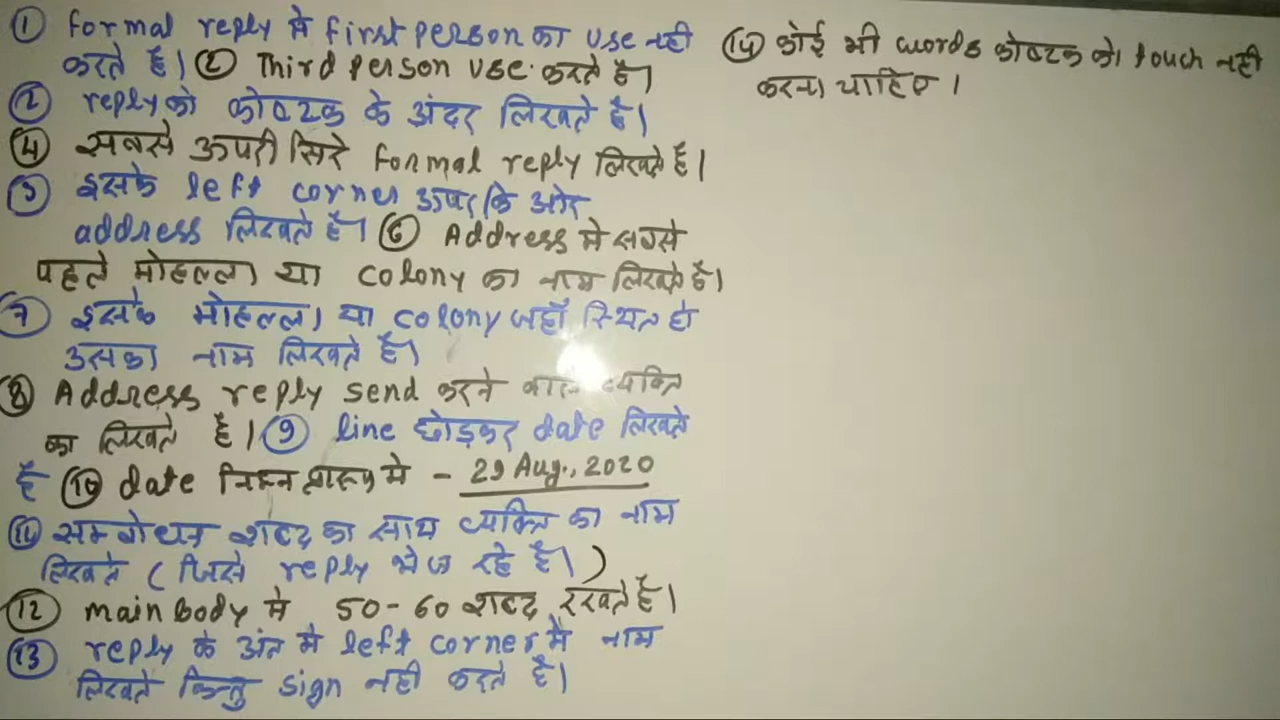 ① Formal reply मे first person का use नही
करते है। ② Third person use करते है।
② reply को कोष्टक के अंदर लिखते है।
④ सबसे ऊपरी सिरे formal reply लिखते है।
⑤ इसके left corner ऊपर कि ओर
address लिखते है। ⑥ Address मे सबसे
पहले मोहल्ला या colony का नाम लिखते है।
⑦ इसके मोहल्ला या colony जहाँ स्थित हो
उसका नाम लिखते है।
⑧ Address reply send करने वाले व्यक्ति
का लिखते है। ⑨ line छोड़कर date लिखते
है ⑩ date निम्न प्रारूप मे - 29 Aug., 2020
⑪ सम्बोधन शब्द का साथ व्यक्ति का नाम
लिखते ( जिसे reply भेज रहे है। )
⑫ main body मे 50-60 शब्द रखते है।
⑬ reply के अंत मे left corner मे नाम
लिखते किन्तु sign नही करते है।
⑭ कोई भी words कोष्टक को touch नही
करना चाहिए ।